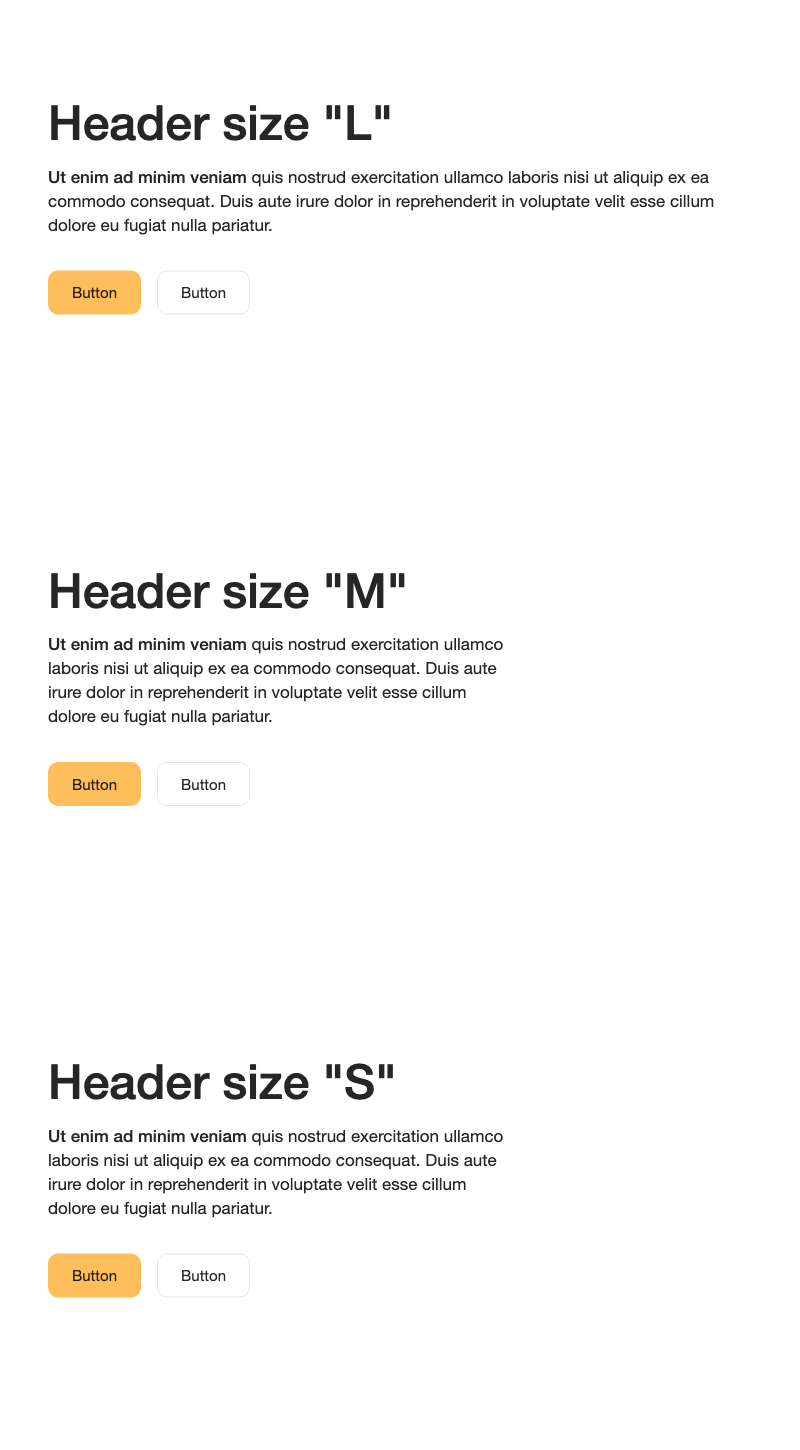 Header size "L"
Ut enim ad minim veniam quis nostrud exercitation ullamco laboris nisi ut aliquip ex ea
commodo consequat. Duis aute irure dolor in reprehenderit in voluptate velit esse cillum
dolore eu fugiat nulla pariatur.
Button Button
Header size "M"
Ut enim ad minim veniam quis nostrud exercitation ullamco
laboris nisi ut aliquip ex ea commodo consequat. Duis aute
irure dolor in reprehenderit in voluptate velit esse cillum
dolore eu fugiat nulla pariatur.
Button Button
Header size "S"
Ut enim ad minim veniam quis nostrud exercitation ullamco
laboris nisi ut aliquip ex ea commodo consequat. Duis aute
irure dolor in reprehenderit in voluptate velit esse cillum
dolore eu fugiat nulla pariatur.
Button Button